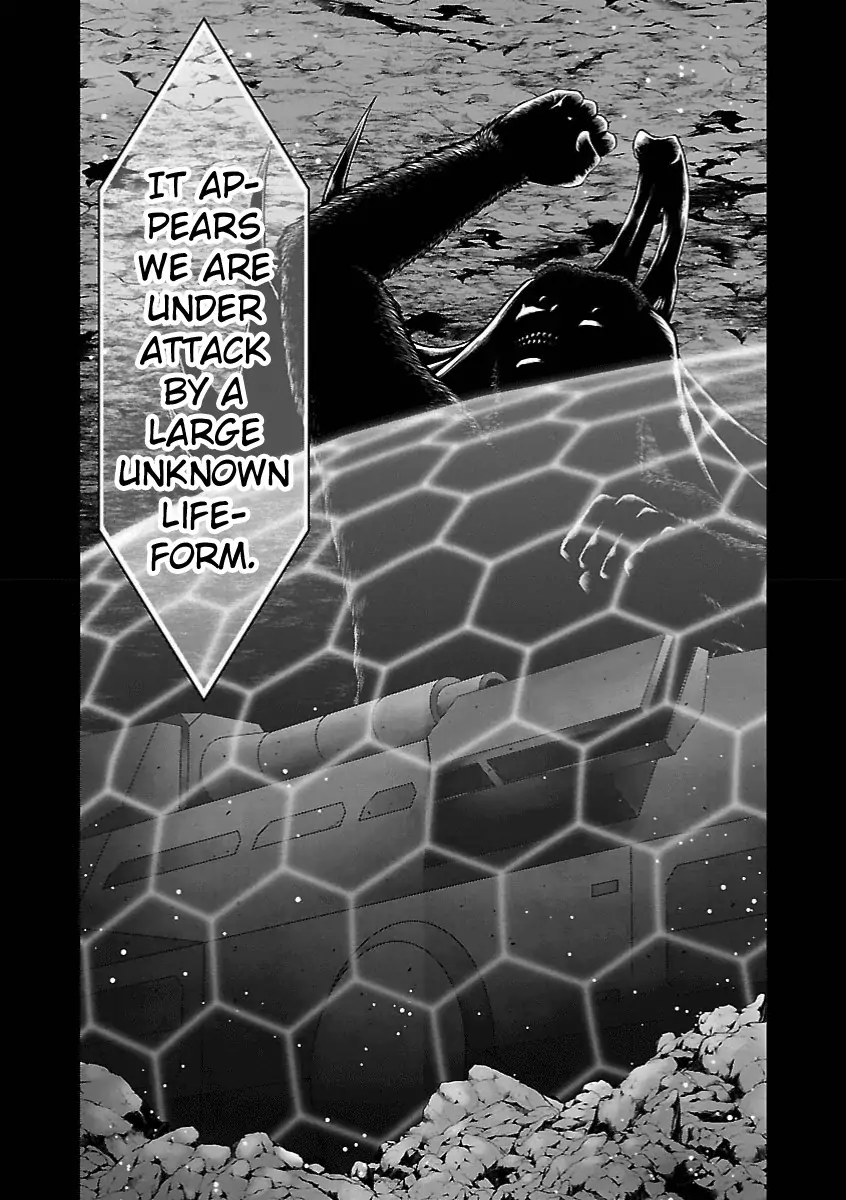 IT AP-
PEARS
WE ARE
UNDER
ATTACK
BY A
LARGE
UNKNOWN
LIFE-
FORM.